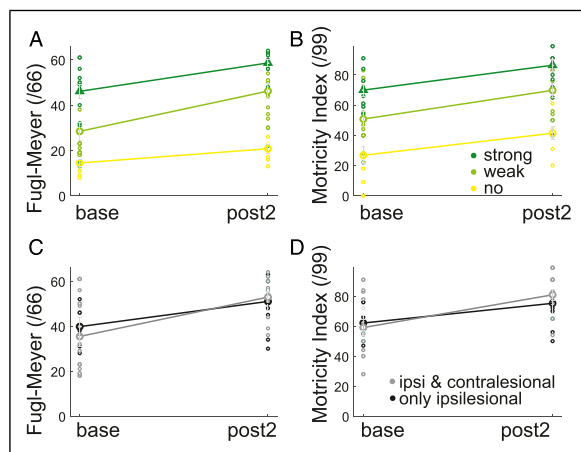 A
Fugl-Meyer (/66)
60
40
20
0
base
post2
B
Motricity Index (/99)
80
60
40
20
0
strong
weak
no
base
post2
C
Fugl-Meyer (/66)
60
40
20
0
base
post2
D
Motricity Index (/99)
80
60
40
20
0
ipsi & contralesional
only ipsilesional
base
post2